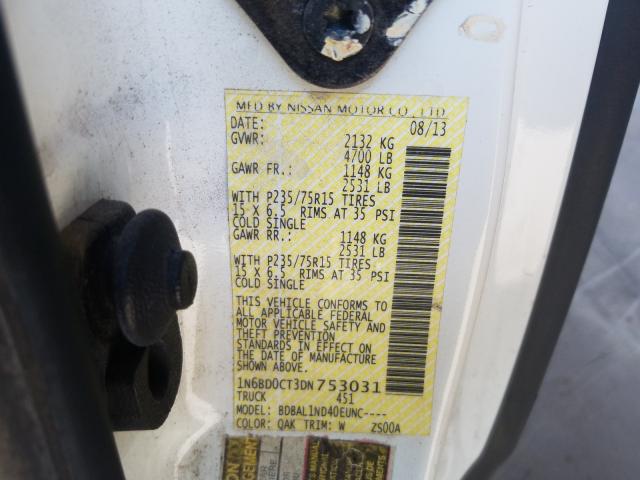 MFD BY NISSAN MOTOR CO., LTD
DATE: 08/13
GVWR: 2132 KG
4700 LB
GAWR FR.: 1148 KG
2531 LB
WITH P235/75R15 TIRES
15 X 6.5 RIMS AT 35 PSI
COLD SINGLE
GAWR RR.: 1148 KG
2531 LB
WITH P235/75R15 TIRES
15 X 6.5 RIMS AT 35 PSI
COLD SINGLE
THIS VEHICLE CONFORMS TO
ALL APPLICABLE FEDERAL
MOTOR VEHICLE SAFETY AND
THEFT PREVENTION
STANDARDS IN EFFECT ON
THE DATE OF MANUFACTURE
SHOWN ABOVE.
1N6BD0CT3DN753031
TRUCK 451
MODEL: BDBAL1ND40EUNC----
COLOR: QAK TRIM: W ZS00A